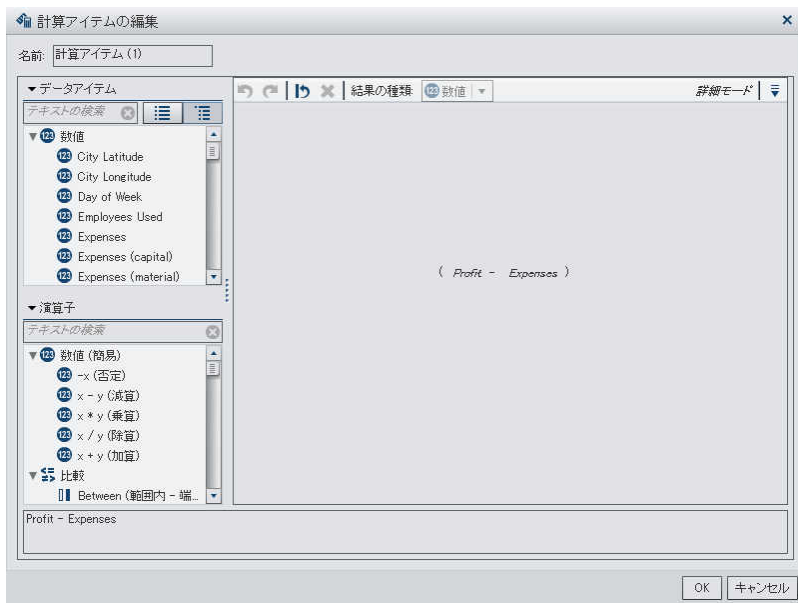 計算アイテムの編集
名前: 計算アイテム (1)
データアイテム
テキストの検索
数値
City Latitude
City Longitude
Day of Week
Employees Used
Expenses
Expenses (capital)
Expenses (material)
演算子
テキストの検索
数値 (簡易)
-x (否定)
x - y (減算)
x * y (乗算)
x / y (除算)
x + y (加算)
比較
Between (範囲内 - 端...
結果の種類: 数値
詳細モード
( Profit - Expenses )
Profit - Expenses
OK キャンセル